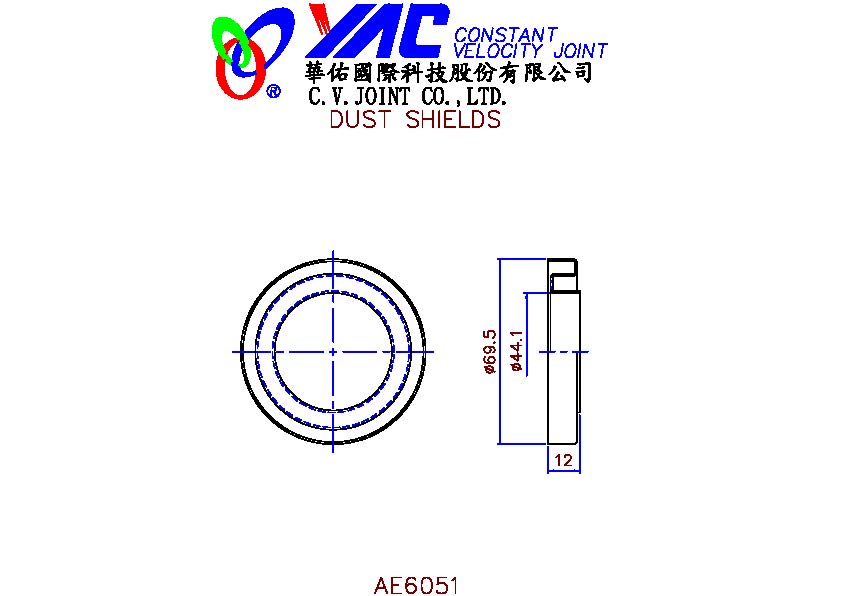 YAC CONSTANT
VELOCITY JOINT
華佑國際科技股份有限公司
®
C.V.JOINT CO.,LTD.
DUST SHIELDS
ø69.5
ø44.1
12
AE6051